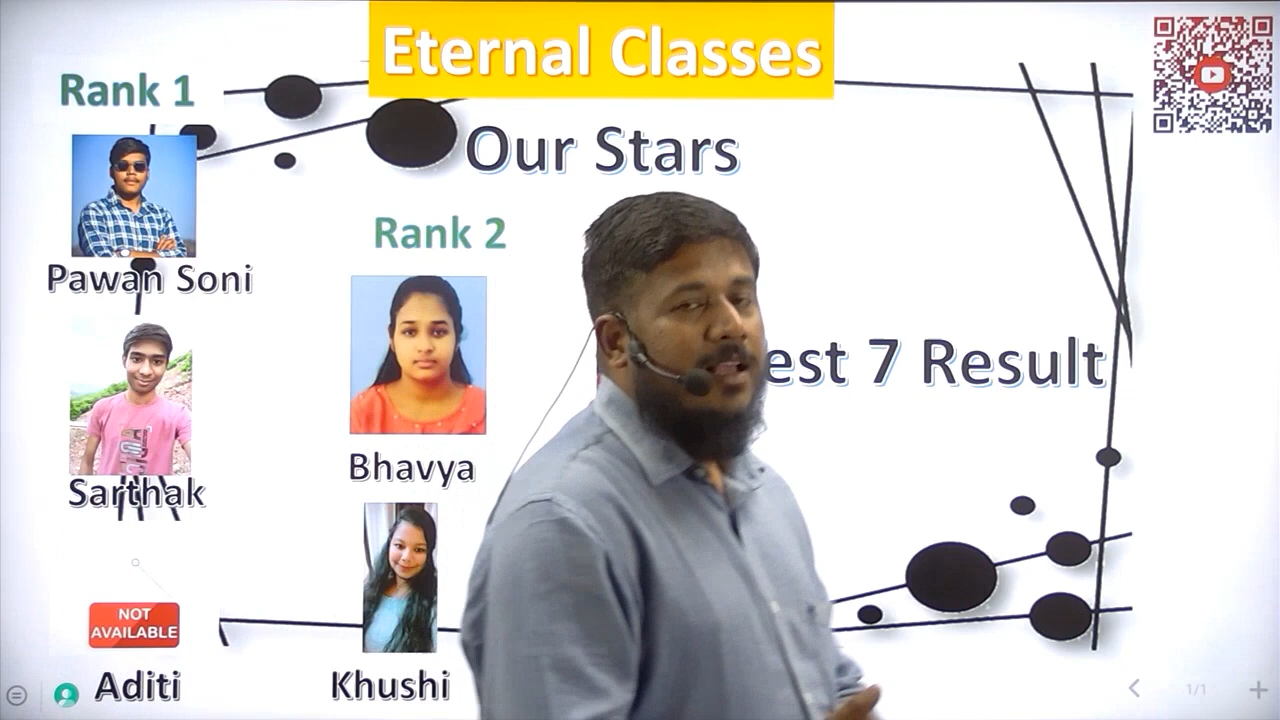 Eternal Classes
Rank 1
Our Stars
Rank 2
Pawan Soni
est 7 Result
Bhavya
Sarthak
NOT
AVAILABLE
Aditi
Khushi
1/1